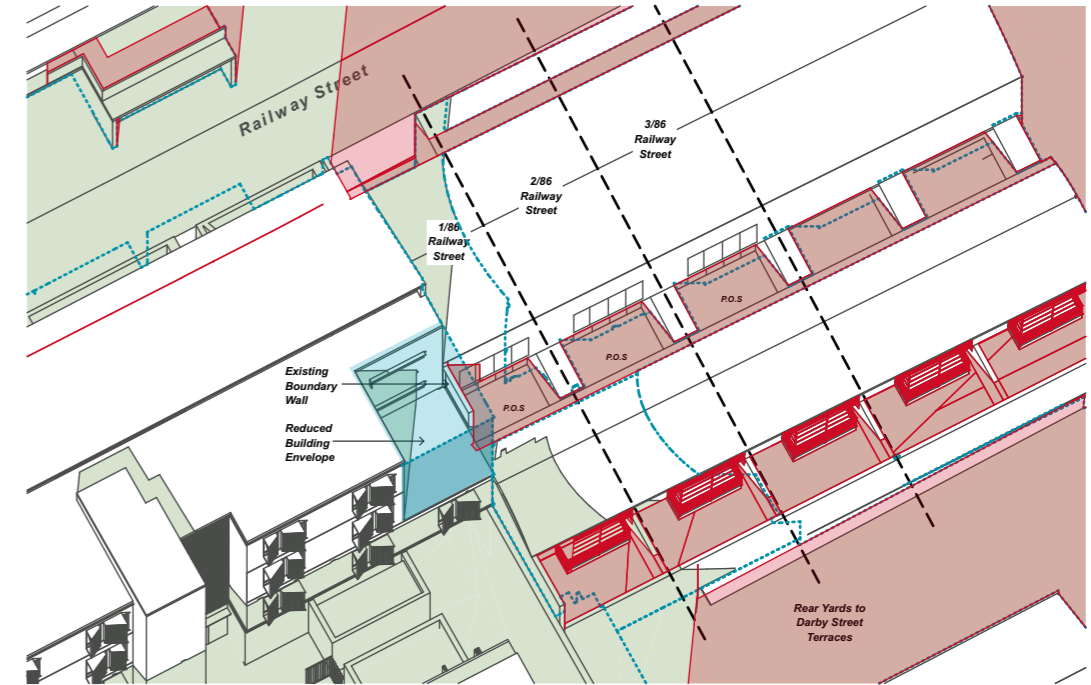 Railway Street
3/86
Railway
Street
2/86
Railway
Street
1/86
Railway
Street
P.O.S
P.O.S
P.O.S
Existing
Boundary
Wall
Reduced
Building
Envelope
Rear Yards to
Darby Street
Terraces